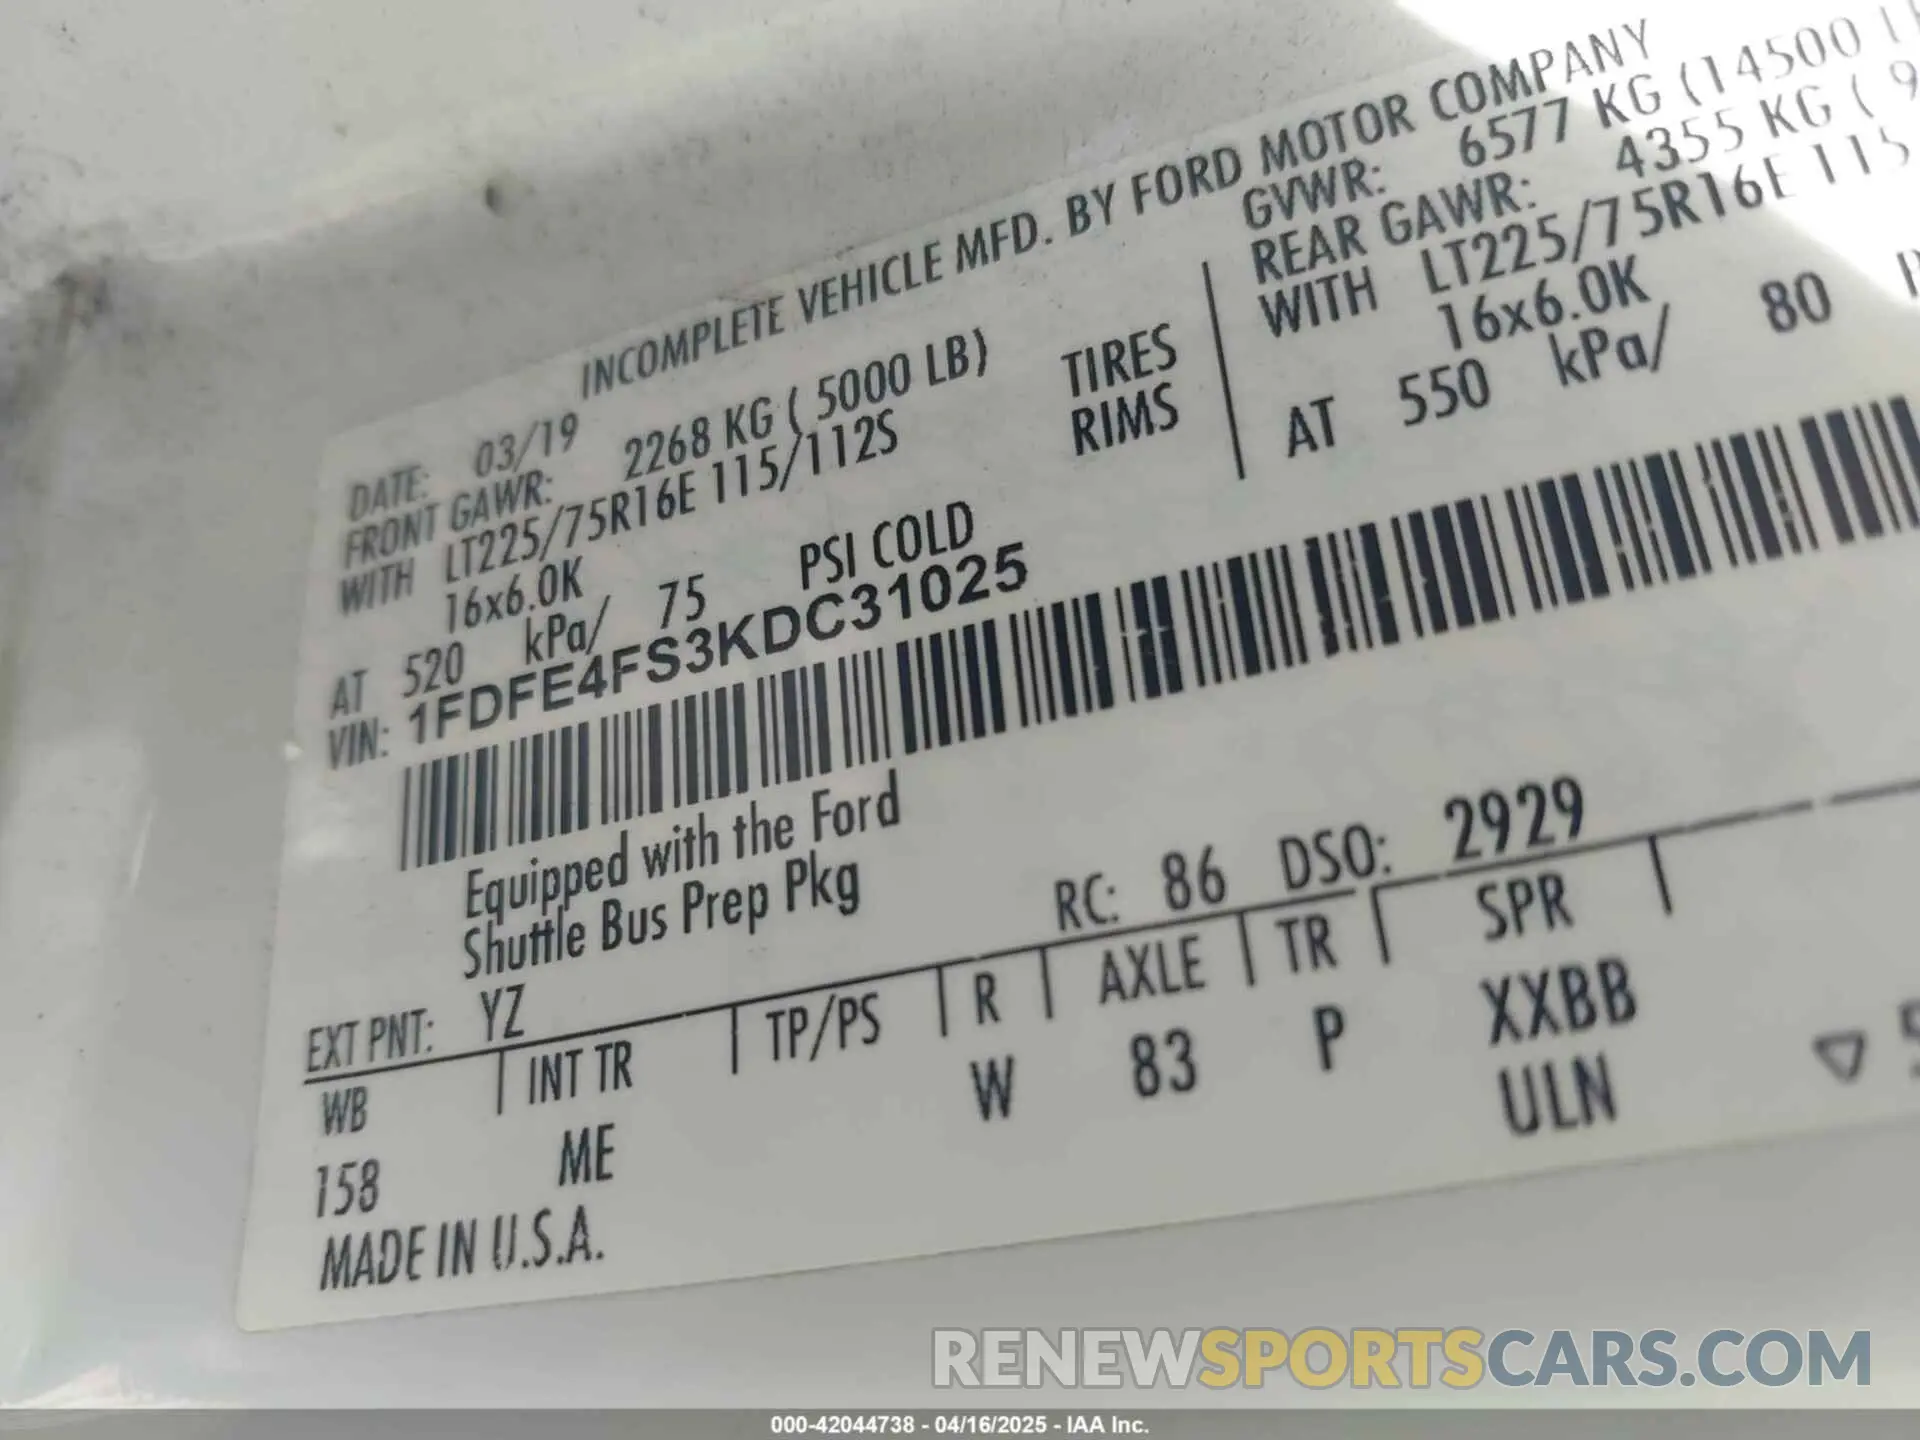 INCOMPLETE VEHICLE MFD. BY FORD MOTOR COMPANY
DATE: 03/19
GVWR: 6577 KG (14500
FRONT GAWR: 2268 KG ( 5000 LB)
REAR GAWR: 4355 KG ( 9
WITH LT225/75R16E 115/112S
TIRES
WITH LT225/75R16E 115
16x6.0K
RIMS
16x6.0K
AT 520 kPa/ 75 PSI COLD
AT 550 kPa/ 80
VIN: 1FDFE4FS3KDC31025
Equipped with the Ford
Shuttle Bus Prep Pkg
RC: 86 DSO: 2929
EXT PNT: YZ
WB INT TR TP/PS R AXLE TR SPR
158 ME W 83 P XXBB
ULN
MADE IN U.S.A.
RENEWSPORTSCARS.COM
000-42044738 - 04/16/2025 - IAA Inc.